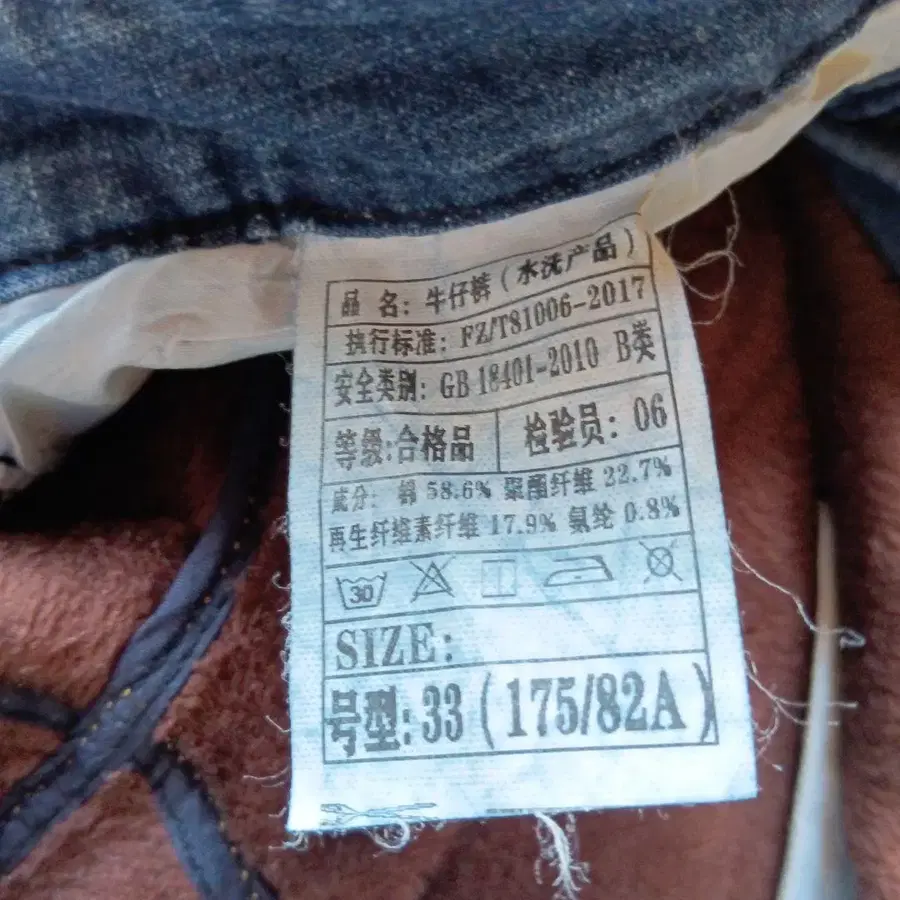 品 名: 牛仔裤 (水洗产品)
执行标准: FZ/T81006-2017
安全类别: GB 18401-2010 B类
等级:合格品 检验员: 06
成分: 棉 58.6% 聚酯纤维 22.7%
再生纤维素纤维 17.9% 氨纶 0.8%
30
SIZE:
号型:33 (175/82A)